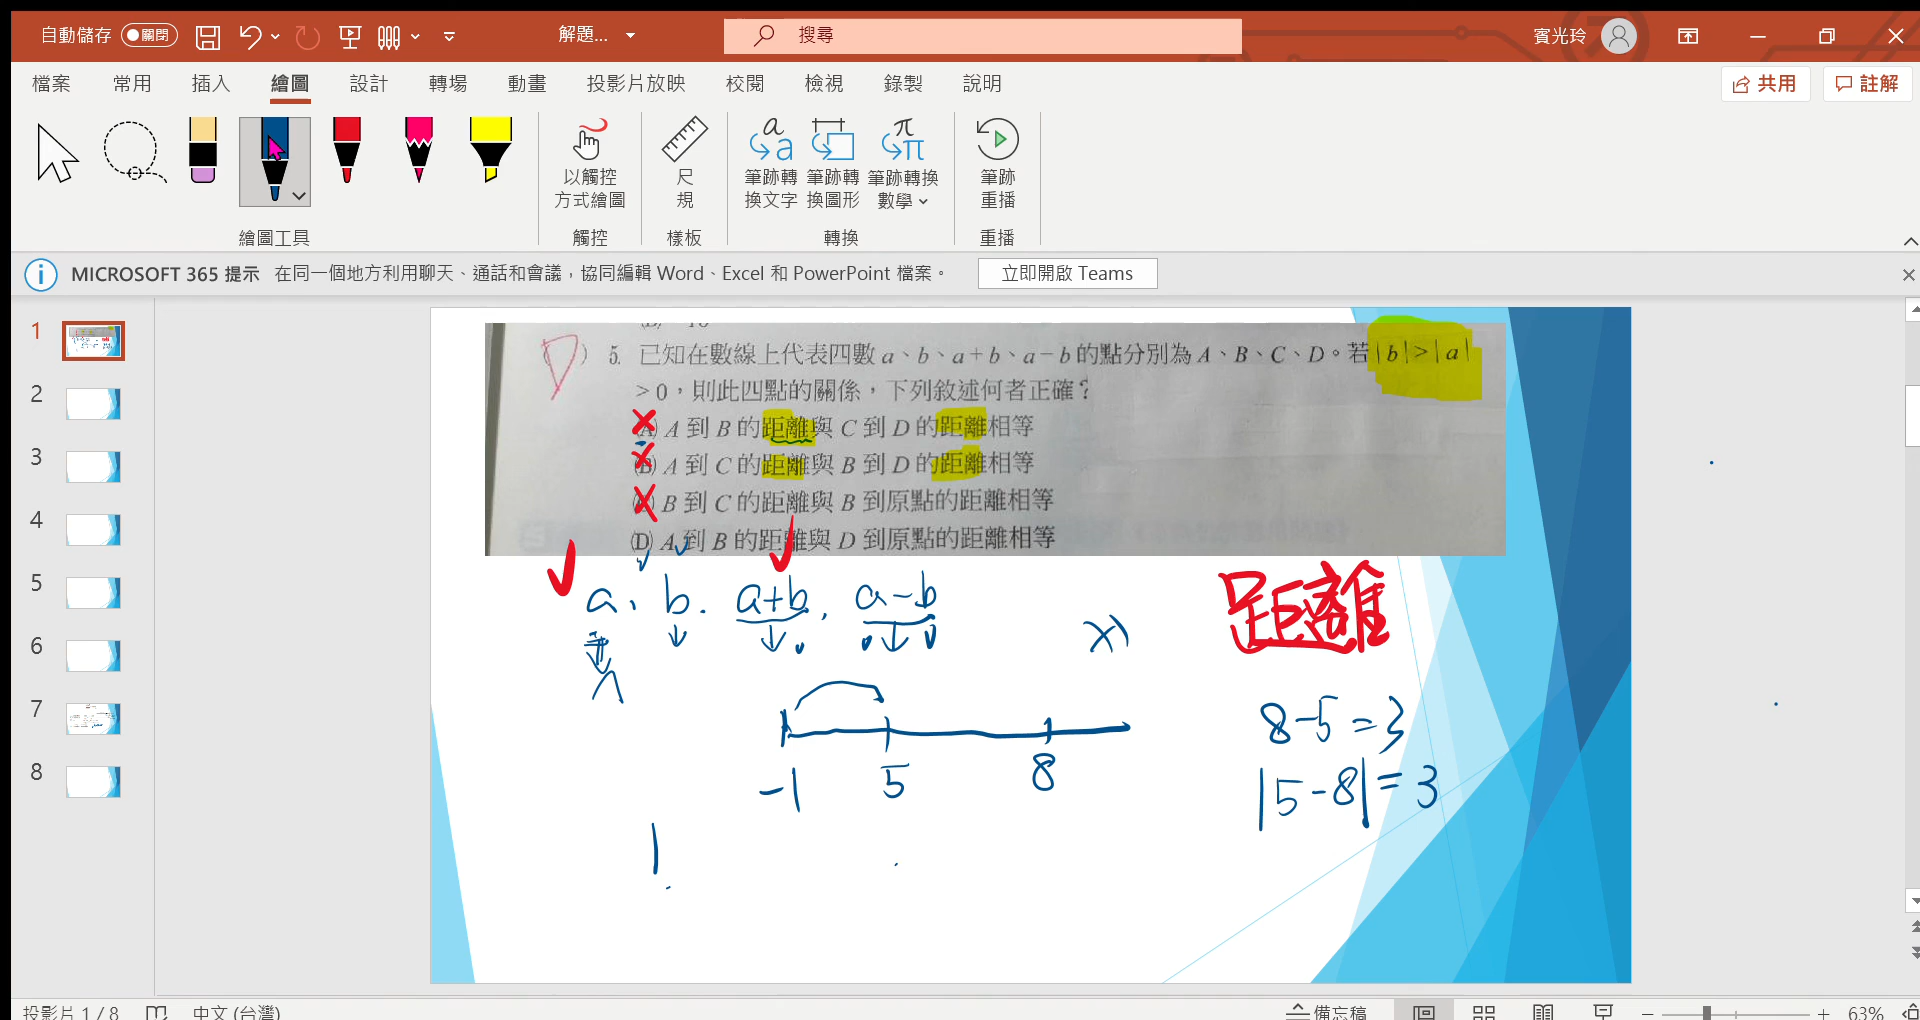 自動儲存 關閉 解題... 搜尋 賓光玲
檔案 常用 插入 繪圖 設計 轉場 動畫 投影片放映 校閱 檢視 錄製 說明 共用 註解
以觸控
方式繪圖
尺
規
筆跡轉
換文字
筆跡轉
換圖形
筆跡轉換
數學
筆跡
重播
繪圖工具 觸控 樣板 轉換 重播
MICROSOFT 365 提示 在同一個地方利用聊天、通話和會議，協同編輯 Word、Excel 和 PowerPoint 檔案。 立即開啟 Teams
1
2
3
4
5
6
7
8
D
5. 已知在數線上代表四數 a、b、a+b、a-b 的點分別為 A、B、C、D。若 |b|>|a|
>0，則此四點的關係，下列敘述何者正確？
(A) A 到 B 的距離與 C 到 D 的距離相等
(B) A 到 C 的距離與 B 到 D 的距離相等
(C) B 到 C 的距離與 B 到原點的距離相等
(D) A 到 B 的距離與 D 到原點的距離相等
a、b. a+b, a-b
距離
-1 5 8
8-5=3
|5-8|=3
投影片 1 / 8 中文 (台灣) 備忘稿 63%